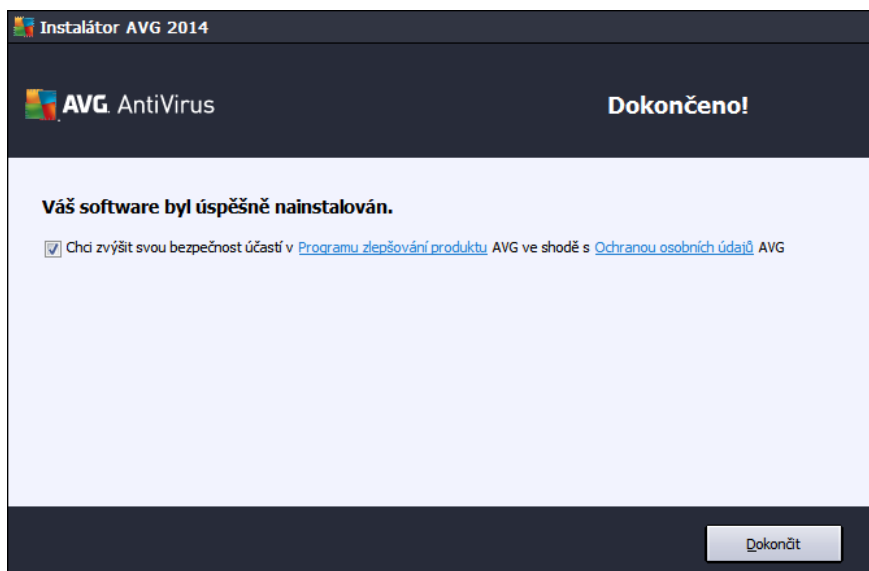 Instalátor AVG 2014
AVG. AntiVirus
Dokončeno!
Váš software byl úspěšně nainstalován.
Chci zvýšit svou bezpečnost účastí v Programu zlepšování produktu AVG ve shodě s Ochranou osobních údajů AVG
Dokončit